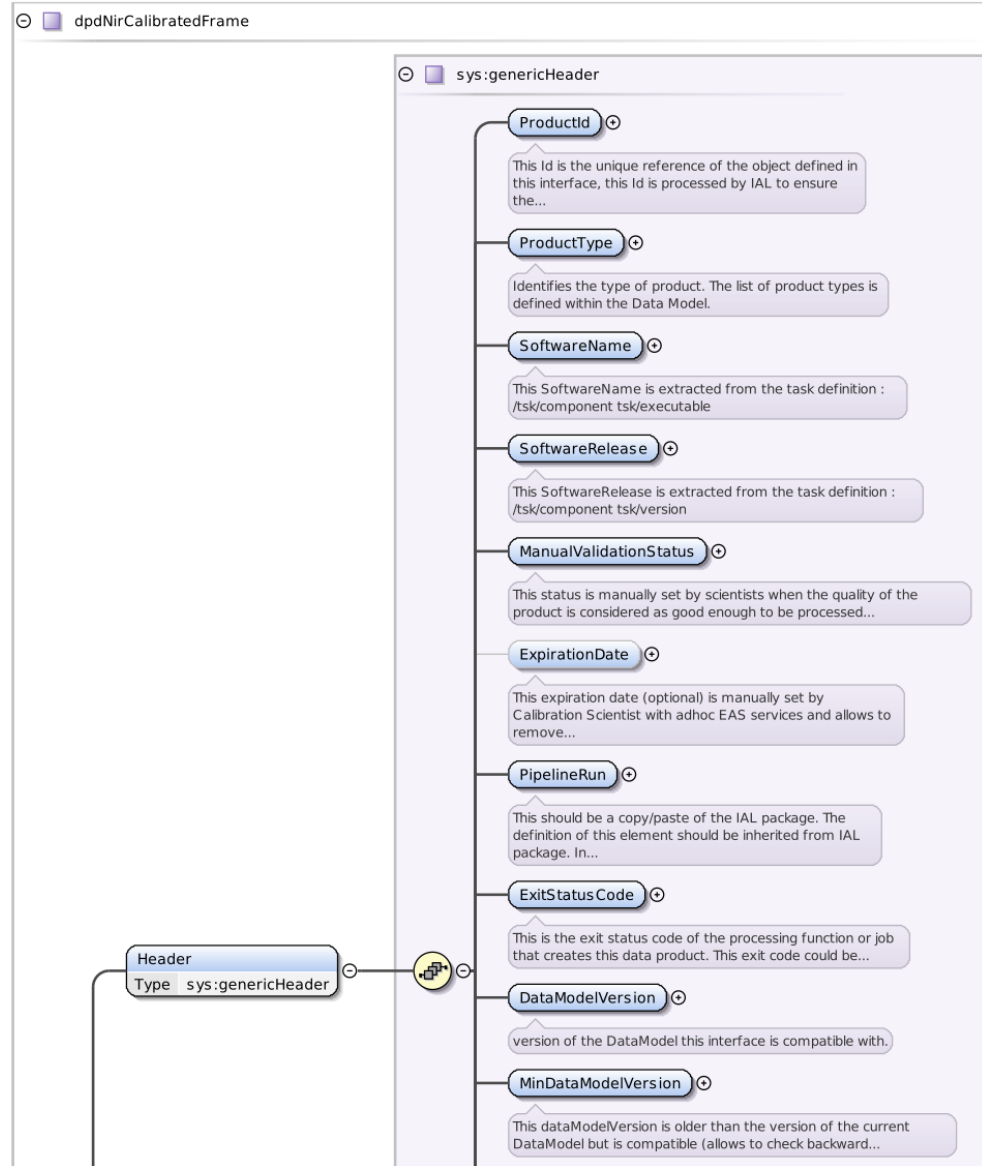 dpdNirCalibratedFrame
sys:genericHeader
ProductId
This Id is the unique reference of the object defined in
this interface, this Id is processed by IAL to ensure
the...
ProductType
Identifies the type of product. The list of product types is
defined within the Data Model.
SoftwareName
This SoftwareName is extracted from the task definition :
/tsk/component tsk/executable
SoftwareRelease
This SoftwareRelease is extracted from the task definition :
/tsk/component tsk/version
ManualValidationStatus
This status is manually set by scientists when the quality of the
product is considered as good enough to be processed...
ExpirationDate
This expiration date (optional) is manually set by
Calibration Scientist with adhoc EAS services and allows to
remove...
PipelineRun
This should be a copy/paste of the IAL package. The
definition of this element should be inherited from IAL
package. In...
ExitStatusCode
This is the exit status code of the processing function or job
that creates this data product. This exit code could be...
Header
Type sys:genericHeader
DataModelVersion
version of the DataModel this interface is compatible with.
MinDataModelVersion
This dataModelVersion is older than the version of the current
DataModel but is compatible (allows to check backward...